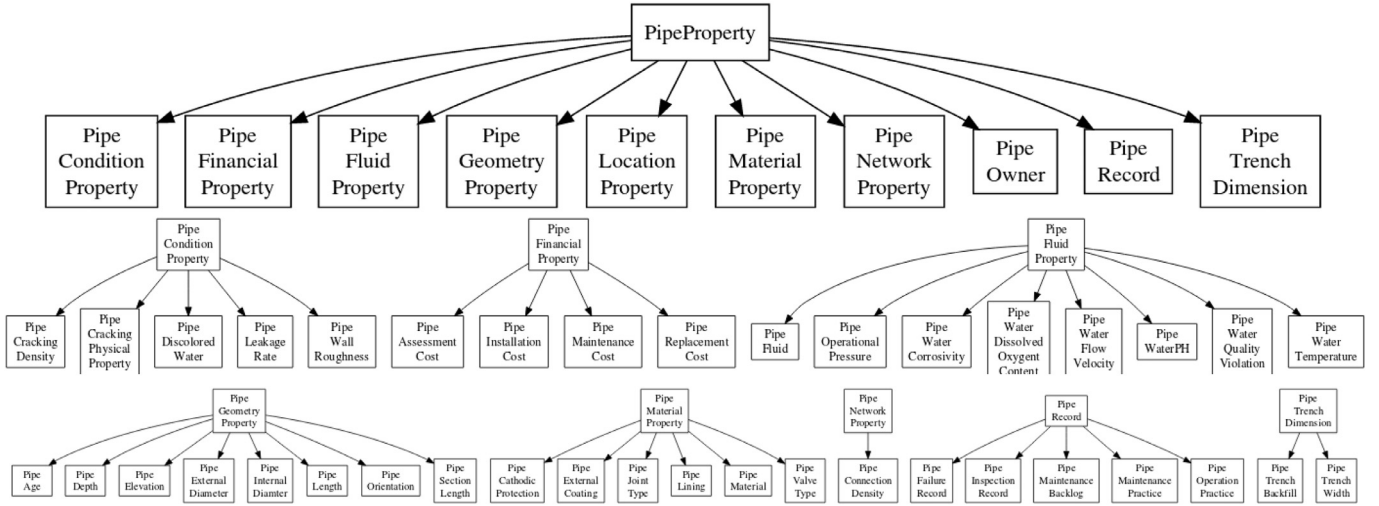 PipeProperty
Pipe
Condition
Property
Pipe
Financial
Property
Pipe
Fluid
Property
Pipe
Geometry
Property
Pipe
Location
Property
Pipe
Material
Property
Pipe
Network
Property
Pipe
Owner
Pipe
Record
Pipe
Trench
Dimension
Pipe
Condition
Property
Pipe
Cracking
Density
Pipe
Cracking
Physical
Property
Pipe
Discolored
Water
Pipe
Leakage
Rate
Pipe
Wall
Roughness
Pipe
Financial
Property
Pipe
Assessment
Cost
Pipe
Installation
Cost
Pipe
Maintenance
Cost
Pipe
Replacement
Cost
Pipe
Fluid
Property
Pipe
Fluid
Pipe
Operational
Pressure
Pipe
Water
Corrosivity
Pipe
Water
Dissolved
Oxygent
Content
Pipe
Water
Flow
Velocity
Pipe
WaterPH
Pipe
Water
Quality
Violation
Pipe
Water
Temperature
Pipe
Geometry
Property
Pipe
Age
Pipe
Depth
Pipe
Elevation
Pipe
External
Diameter
Pipe
Internal
Diamter
Pipe
Length
Pipe
Orientation
Pipe
Section
Length
Pipe
Material
Property
Pipe
Cathodic
Protection
Pipe
External
Coating
Pipe
Joint
Type
Pipe
Lining
Pipe
Material
Pipe
Valve
Type
Pipe
Network
Property
Pipe
Connection
Density
Pipe
Record
Pipe
Failure
Record
Pipe
Inspection
Record
Pipe
Maintenance
Backlog
Pipe
Maintenance
Practice
Pipe
Operation
Practice
Pipe
Trench
Dimension
Pipe
Trench
Backfill
Pipe
Trench
Width